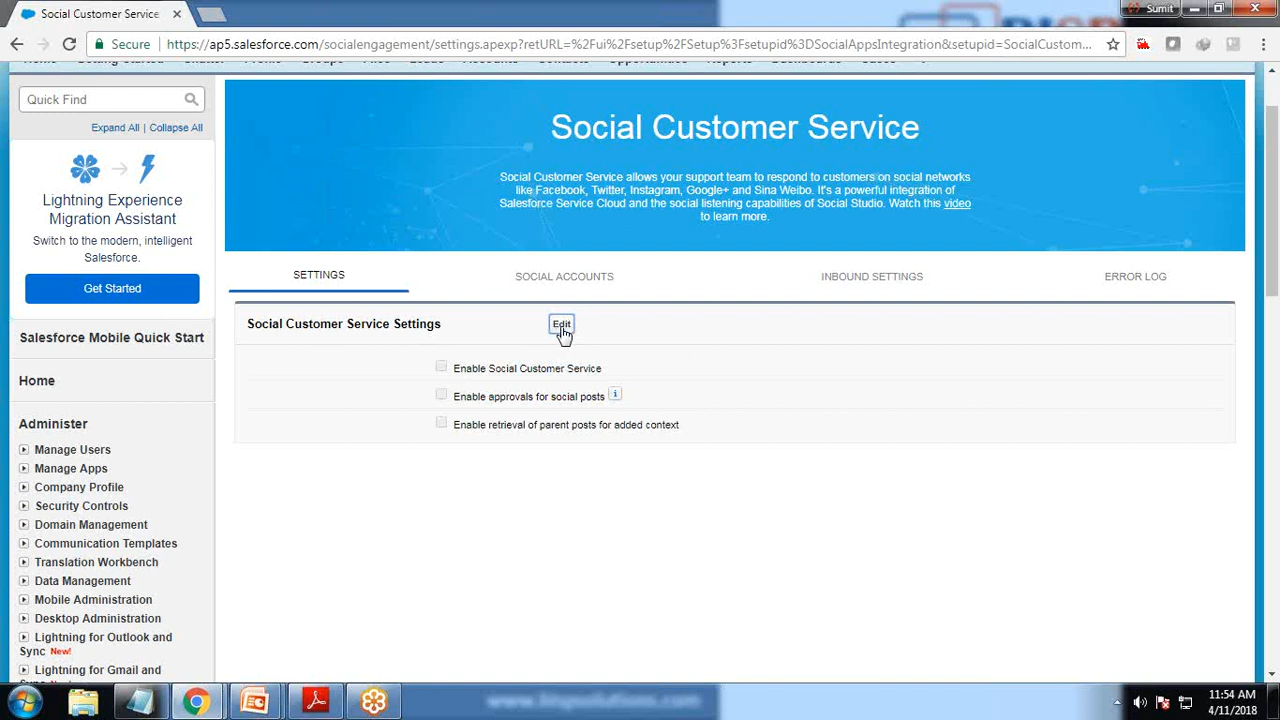 Social Customer Service
Sumit
Secure
https://ap5.salesforce.com/socialengagement/settings.apexp?retURL=%2Fui%2Fsetup%2FSetup%3Fsetupid%3DSocialAppsIntegration&setupid=SocialCustom...
Quick Find
Expand All | Collapse All
Lightning Experience
Migration Assistant
Switch to the modern, intelligent
Salesforce.
Get Started
Salesforce Mobile Quick Start
Home
Administer
Manage Users
Manage Apps
Company Profile
Security Controls
Domain Management
Communication Templates
Translation Workbench
Data Management
Mobile Administration
Desktop Administration
Lightning for Outlook and
Sync New!
Lightning for Gmail and
Social Customer Service
Social Customer Service allows your support team to respond to customers on social networks
like Facebook, Twitter, Instagram, Google+ and Sina Weibo. It's a powerful integration of
Salesforce Service Cloud and the social listening capabilities of Social Studio. Watch this video
to learn more.
SETTINGS
SOCIAL ACCOUNTS
INBOUND SETTINGS
ERROR LOG
Social Customer Service Settings
Edit
Enable Social Customer Service
Enable approvals for social posts
Enable retrieval of parent posts for added context
11:54 AM
4/11/2018